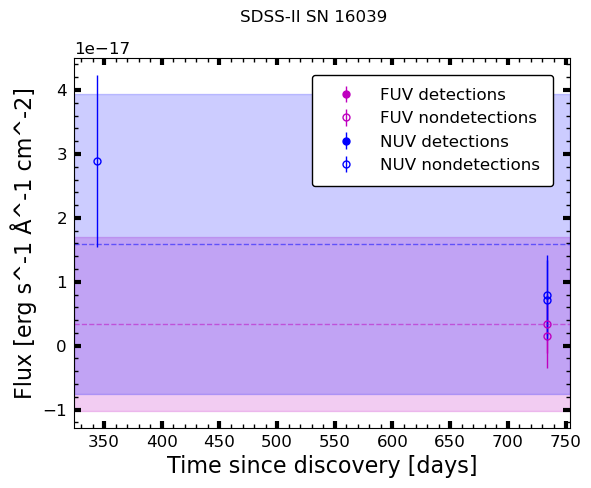 SDSS-II SN 16039
1e−17
Flux [erg s^-1 Å^-1 cm^-2]
4
3
2
1
0
−1
FUV detections
FUV nondetections
NUV detections
NUV nondetections
350 400 450 500 550 600 650 700 750
Time since discovery [days]